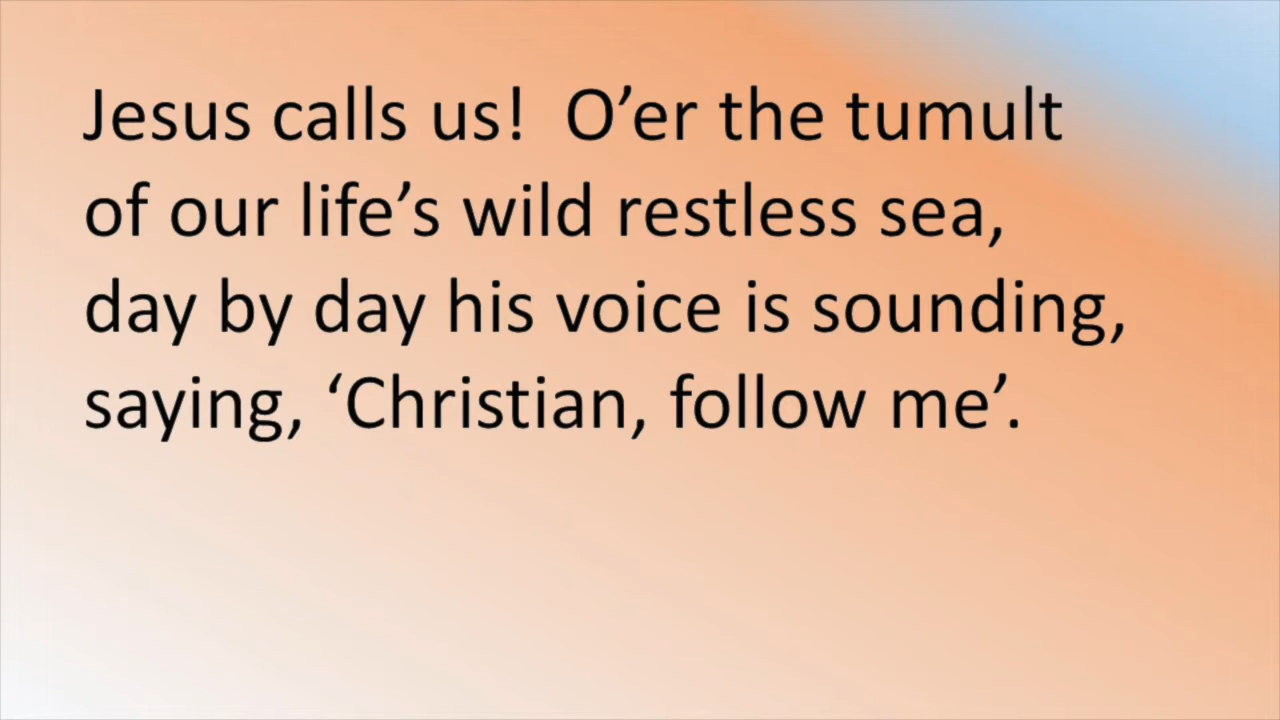 Jesus calls us!  O’er the tumult
of our life’s wild restless sea,
day by day his voice is sounding,
saying, ‘Christian, follow me’.